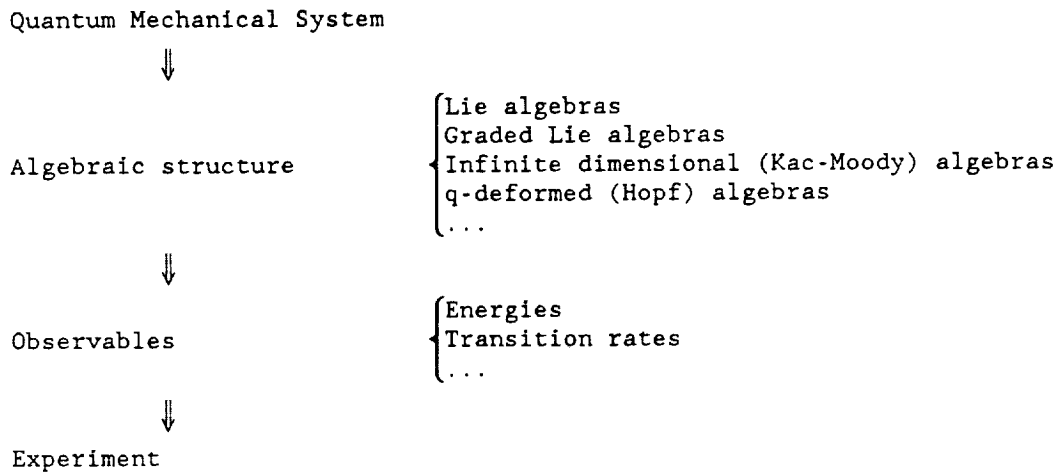 Quantum Mechanical System
⇓
Lie algebras
Graded Lie algebras
Algebraic structure
Infinite dimensional (Kac-Moody) algebras
q-deformed (Hopf) algebras
...
⇓
Energies
Observables
Transition rates
...
⇓
Experiment